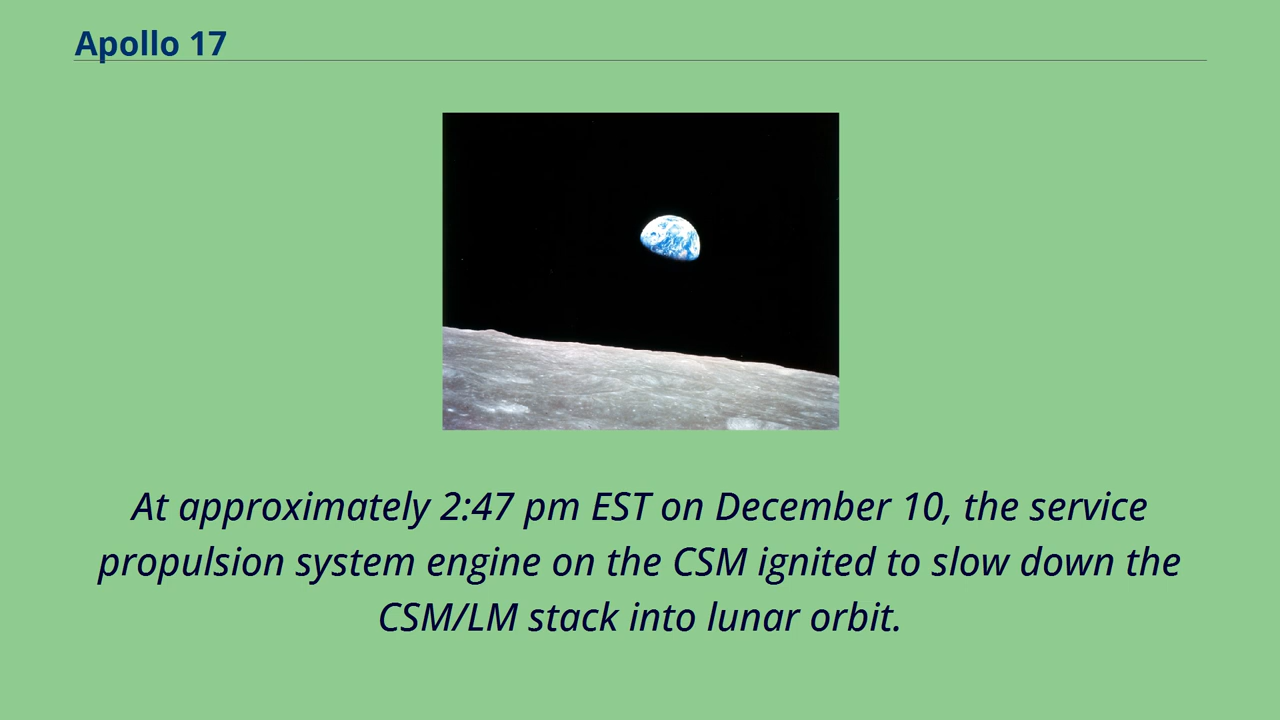 Apollo 17
At approximately 2:47 pm EST on December 10, the service
propulsion system engine on the CSM ignited to slow down the
CSM/LM stack into lunar orbit.